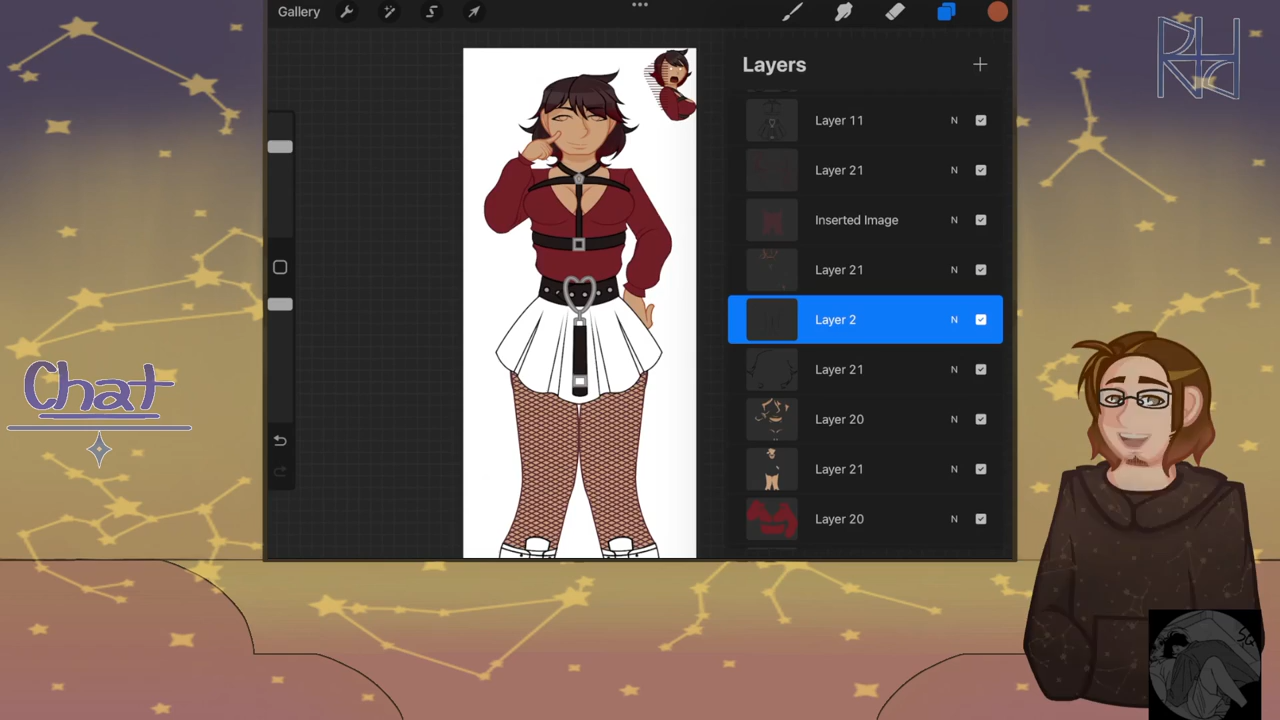 Gallery
Layers
Layer 11 N
Layer 21 N
Inserted Image N
Layer 21 N
Layer 2 N
Layer 21 N
Layer 20 N
Layer 21 N
Layer 20 N
Chat